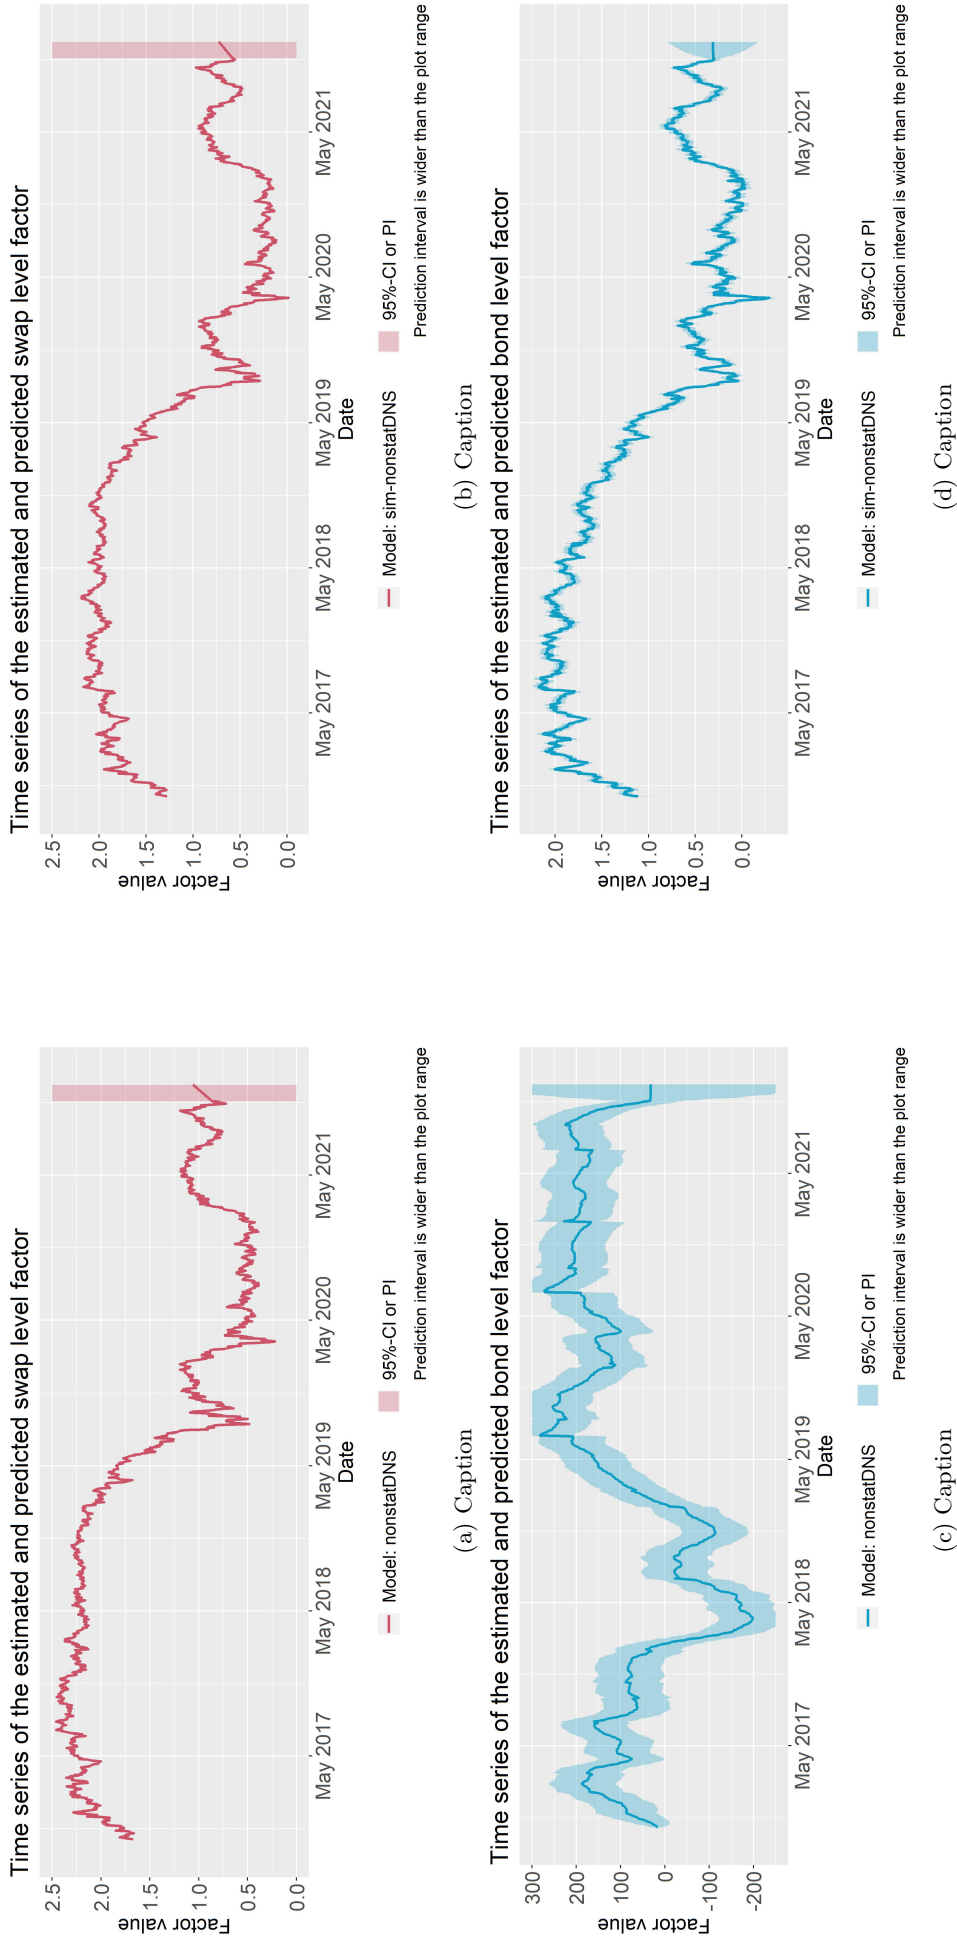 Time series of the estimated and predicted swap level factor
Factor value
2.5
2.0
1.5
1.0
0.5
0.0
May 2017
May 2018
May 2019
May 2020
May 2021
Date
Model: nonstatDNS
95%-CI or PI
Prediction interval is wider than the plot range
(a) Caption
Time series of the estimated and predicted swap level factor
Factor value
2.5
2.0
1.5
1.0
0.5
0.0
May 2017
May 2018
May 2019
May 2020
May 2021
Date
Model: sim-nonstatDNS
95%-CI or PI
Prediction interval is wider than the plot range
(b) Caption
Time series of the estimated and predicted bond level factor
Factor value
300
200
100
0
-100
-200
May 2017
May 2018
May 2019
May 2020
May 2021
Date
Model: nonstatDNS
95%-CI or PI
Prediction interval is wider than the plot range
(c) Caption
Time series of the estimated and predicted bond level factor
Factor value
2.0
1.5
1.0
0.5
0.0
May 2017
May 2018
May 2019
May 2020
May 2021
Date
Model: sim-nonstatDNS
95%-CI or PI
Prediction interval is wider than the plot range
(d) Caption